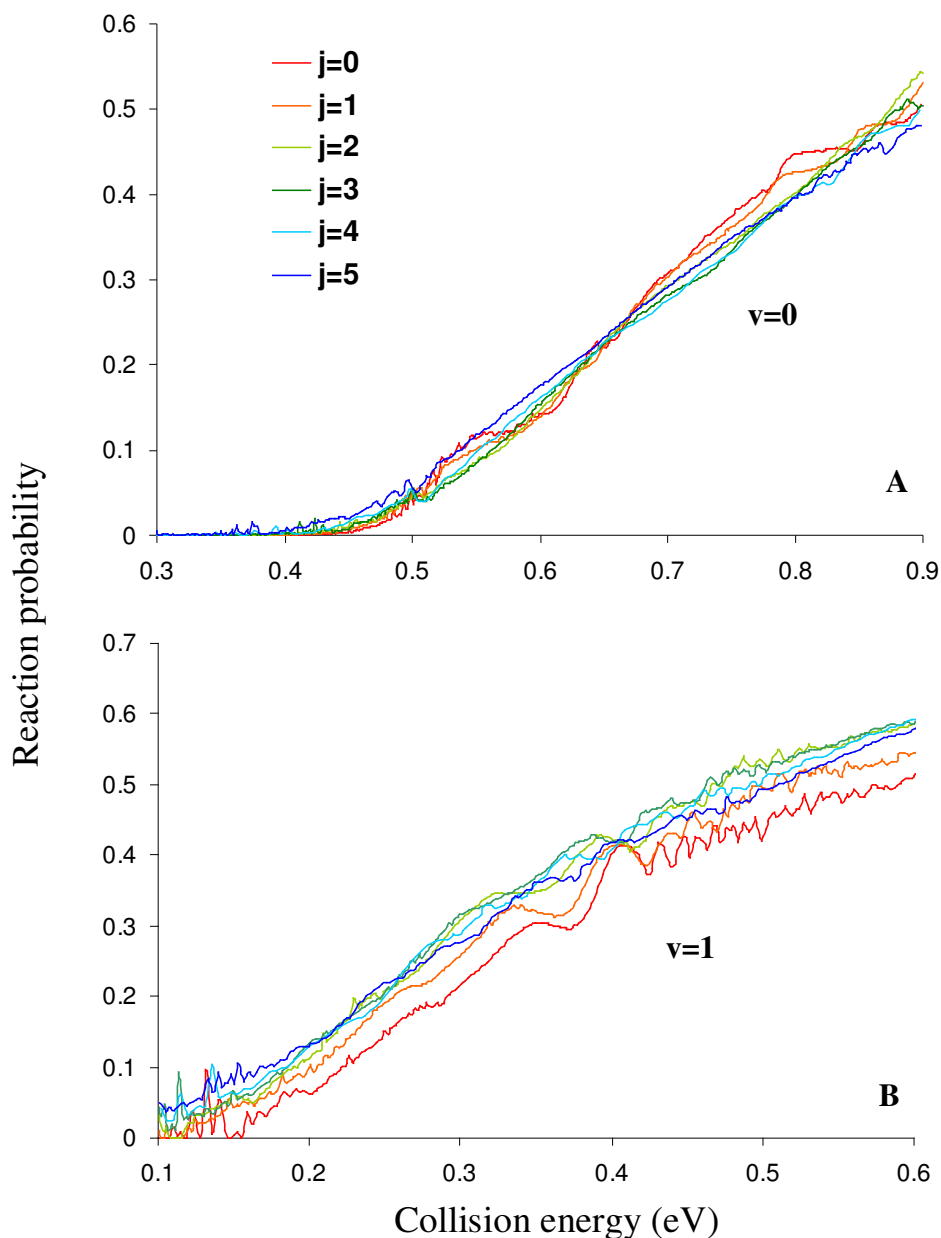 0.6
0.5
0.4
0.3
0.2
0.1
0
j=0
j=1
j=2
j=3
j=4
j=5
v=0
A
0.3 0.4 0.5 0.6 0.7 0.8 0.9
Reaction probability
0.7
0.6
0.5
0.4
0.3
0.2
0.1
0
v=1
B
0.1 0.2 0.3 0.4 0.5 0.6
Collision energy (eV)